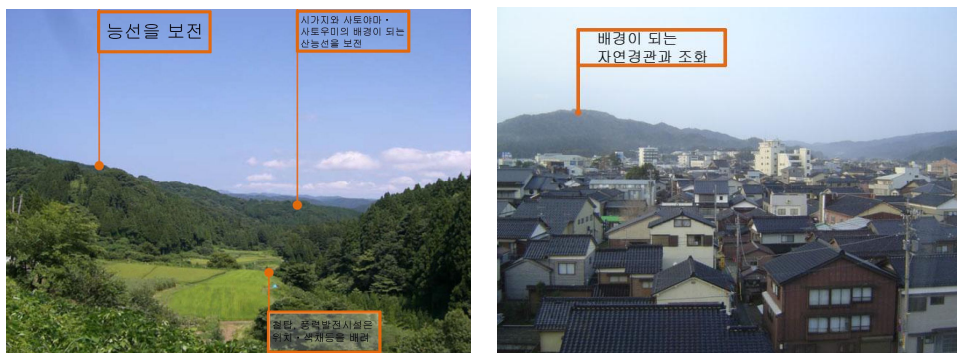 능선을 보전
시가지와 사토야마・
사토우미의 배경이 되는
산능선을 보전
철탑, 풍력발전시설은
위치・색채등을 배려
배경이 되는
자연경관과 조화